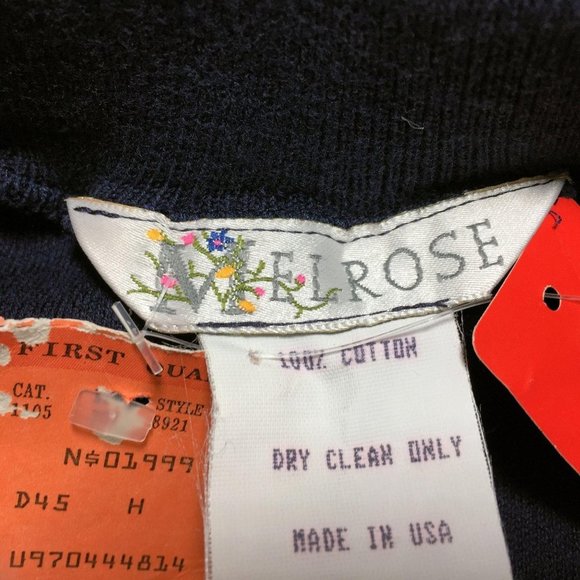 MELROSE
100% COTTON
DRY CLEAN ONLY
MADE IN USA
FIRST QUA
CAT.
1105
STYLE
8921
N$01999
D45 H
U970444814